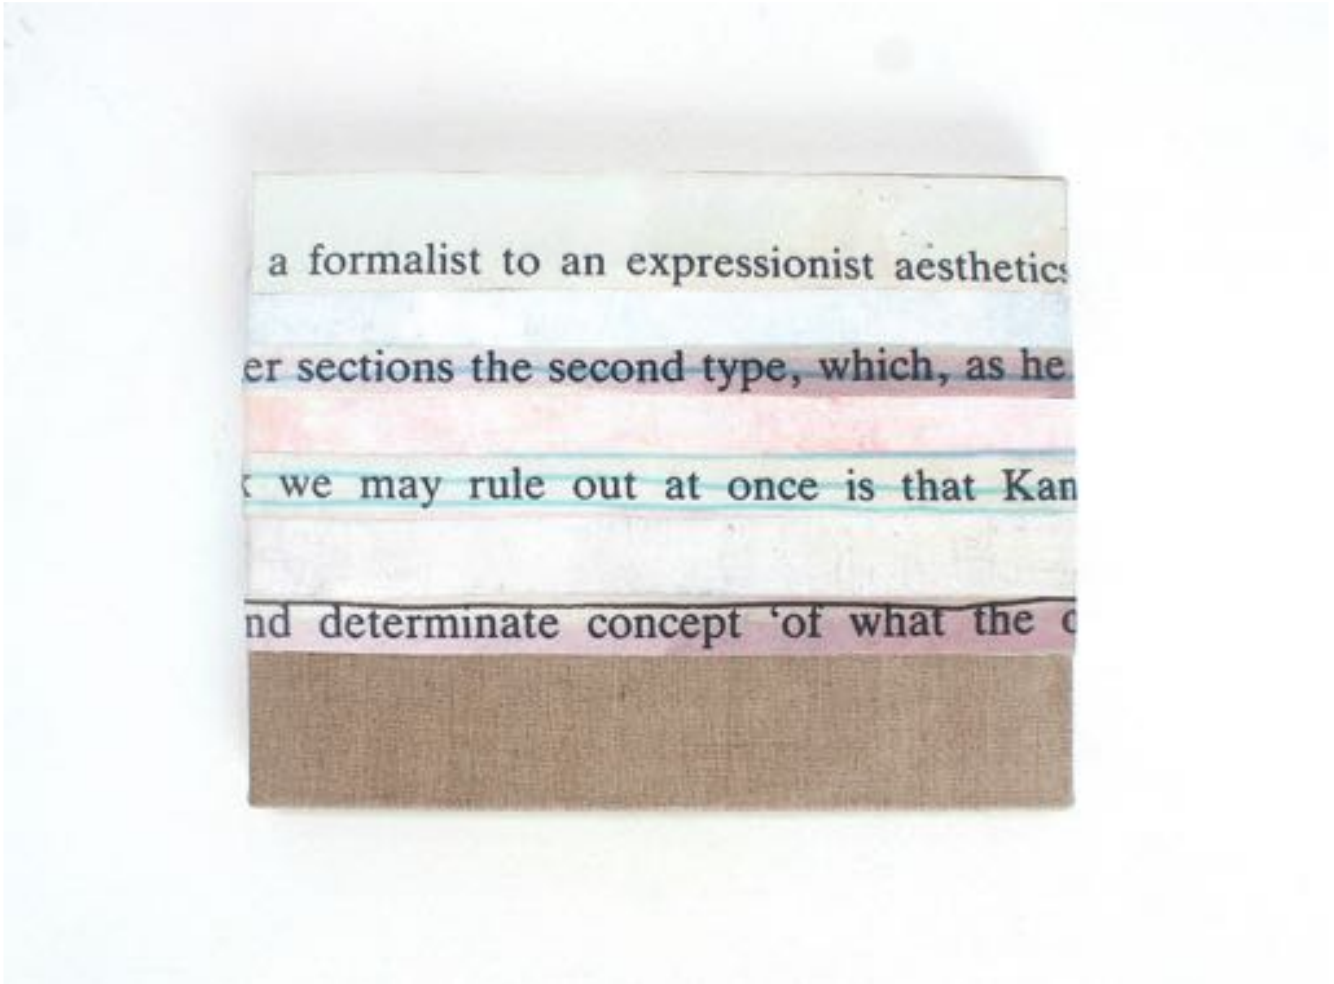 a formalist to an expressionist aesthetics
er sections the second type, which, as he
we may rule out at once is that Kan
nd determinate concept ‘of what the